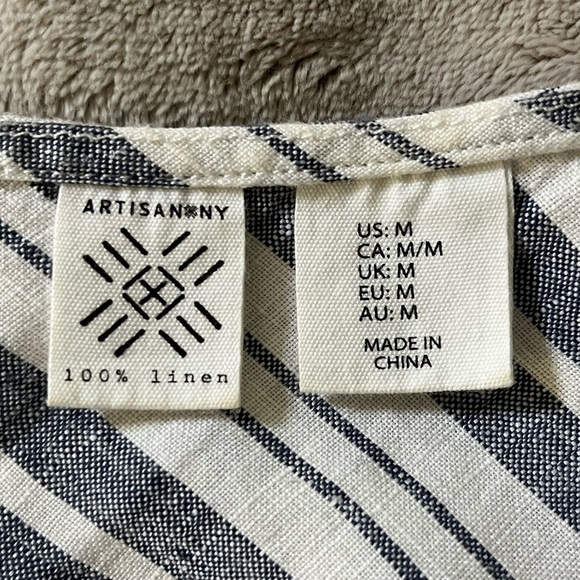 ARTISAN※NY
100% linen
US: M
CA: M/M
UK: M
EU: M
AU: M
MADE IN
CHINA